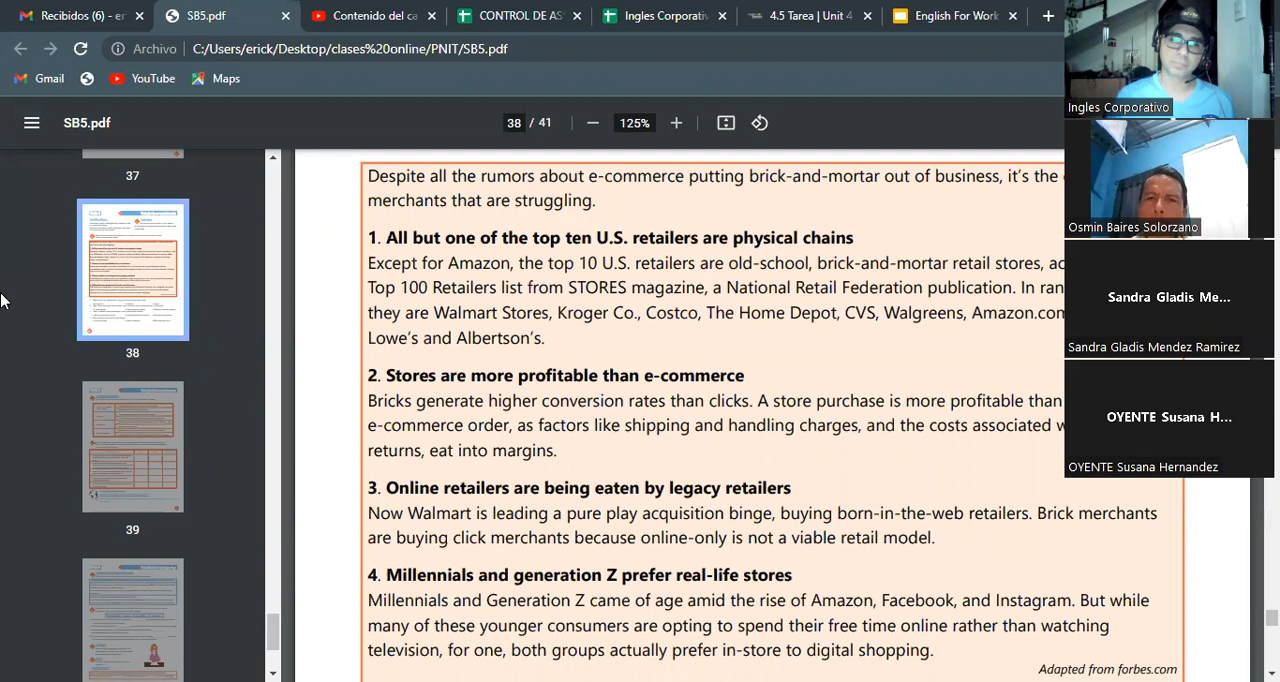 Recibidos (6) - er
SB5.pdf
Contenido del ca
CONTROL DE AS
Ingles Corporativ
4.5 Tarea | Unit 4
English For Work
Archivo
C:/Users/erick/Desktop/clases%20online/PNIT/SB5.pdf
Gmail
YouTube
Maps
SB5.pdf
38 / 41
125%
37
38
39
Despite all the rumors about e-commerce putting brick-and-mortar out of business, it's the
merchants that are struggling.
1. All but one of the top ten U.S. retailers are physical chains
Except for Amazon, the top 10 U.S. retailers are old-school, brick-and-mortar retail stores, ac
Top 100 Retailers list from STORES magazine, a National Retail Federation publication. In ran
they are Walmart Stores, Kroger Co., Costco, The Home Depot, CVS, Walgreens, Amazon.com
Lowe's and Albertson's.
2. Stores are more profitable than e-commerce
Bricks generate higher conversion rates than clicks. A store purchase is more profitable than
e-commerce order, as factors like shipping and handling charges, and the costs associated w
returns, eat into margins.
3. Online retailers are being eaten by legacy retailers
Now Walmart is leading a pure play acquisition binge, buying born-in-the-web retailers. Brick merchants
are buying click merchants because online-only is not a viable retail model.
4. Millennials and generation Z prefer real-life stores
Millennials and Generation Z came of age amid the rise of Amazon, Facebook, and Instagram. But while
many of these younger consumers are opting to spend their free time online rather than watching
television, for one, both groups actually prefer in-store to digital shopping.
Adapted from forbes.com
Ingles Corporativo
Osmin Baires Solorzano
Sandra Gladis Me...
Sandra Gladis Mendez Ramirez
OYENTE Susana H...
OYENTE Susana Hernandez